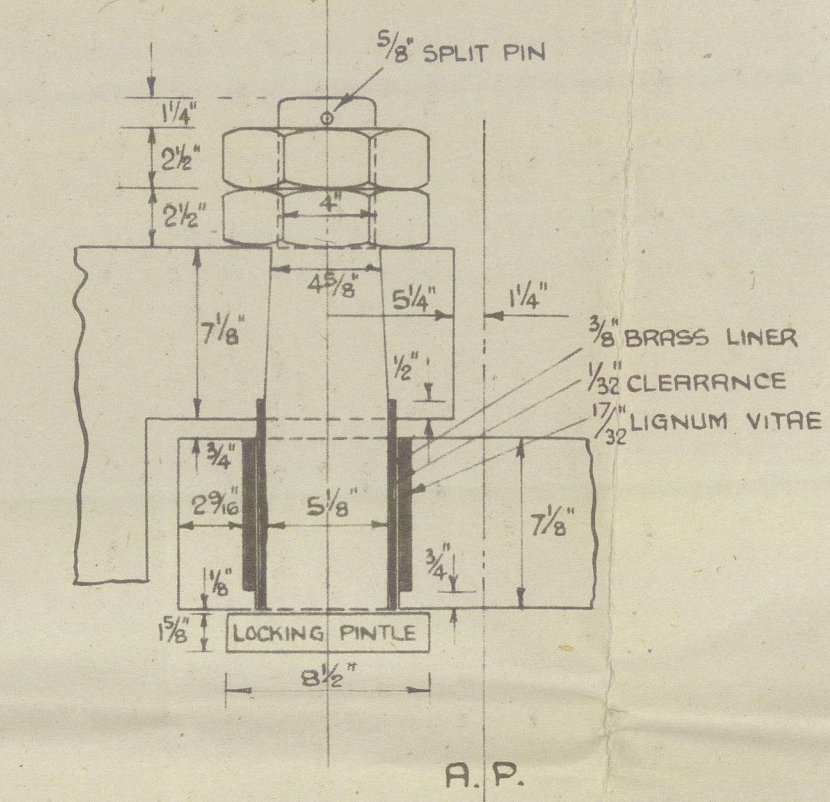 5/8" SPLIT PIN
1 1/4"
2 1/2"
2 1/2"
4"
4 5/8"
5 1/4"
1 1/4"
7 1/8"
1/2"
3/8" BRASS LINER
1/32" CLEARANCE
17/32" LIGNUM VITAE
3/4"
2 9/16"
5 1/8"
7 1/8"
3/4"
1/8"
1 5/8"
LOCKING PINTLE
8 1/2"
A.P.